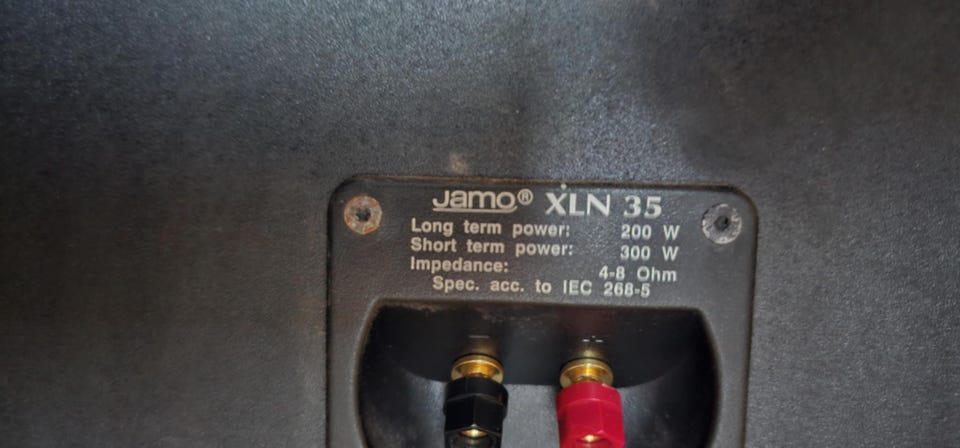 Jamo® XLN 35
Long term power: 200 W
Short term power: 300 W
Impedance: 4-8 Ohm
Spec. acc. to IEC 268-5